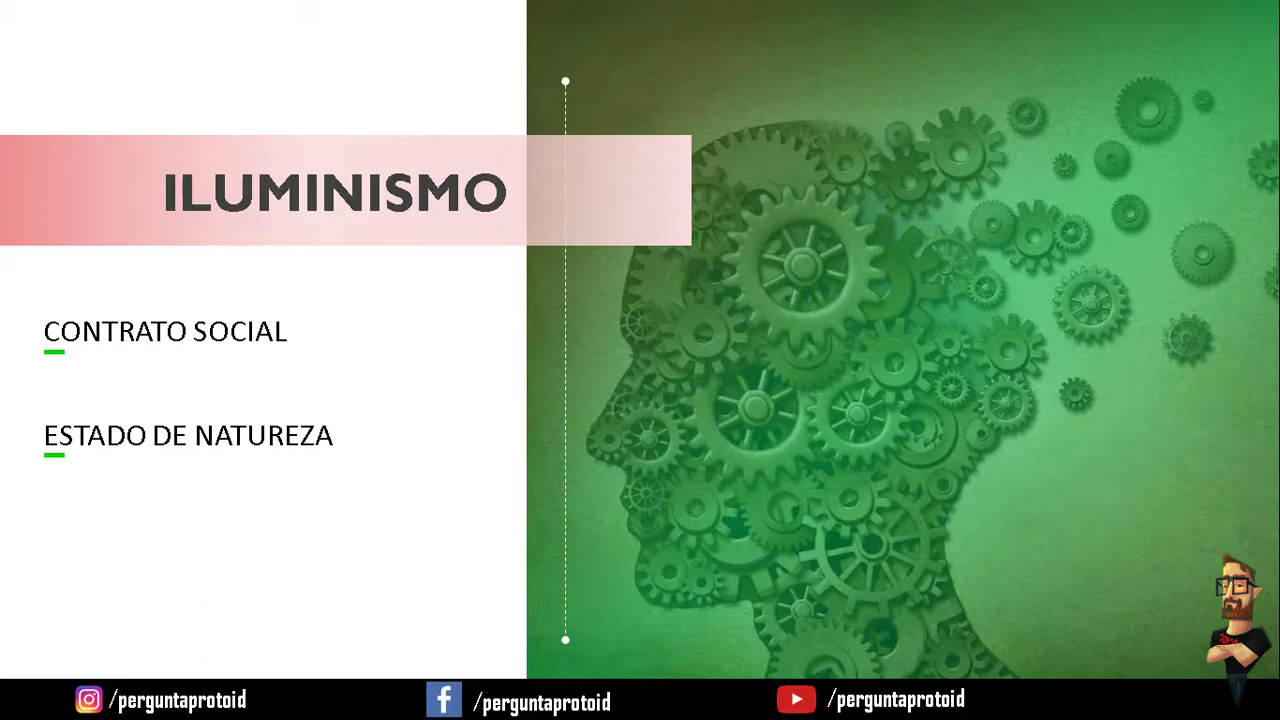 ILUMINISMO
CONTRATO SOCIAL
ESTADO DE NATUREZA
/perguntaprotoid
/perguntaprotoid
/perguntaprotoid